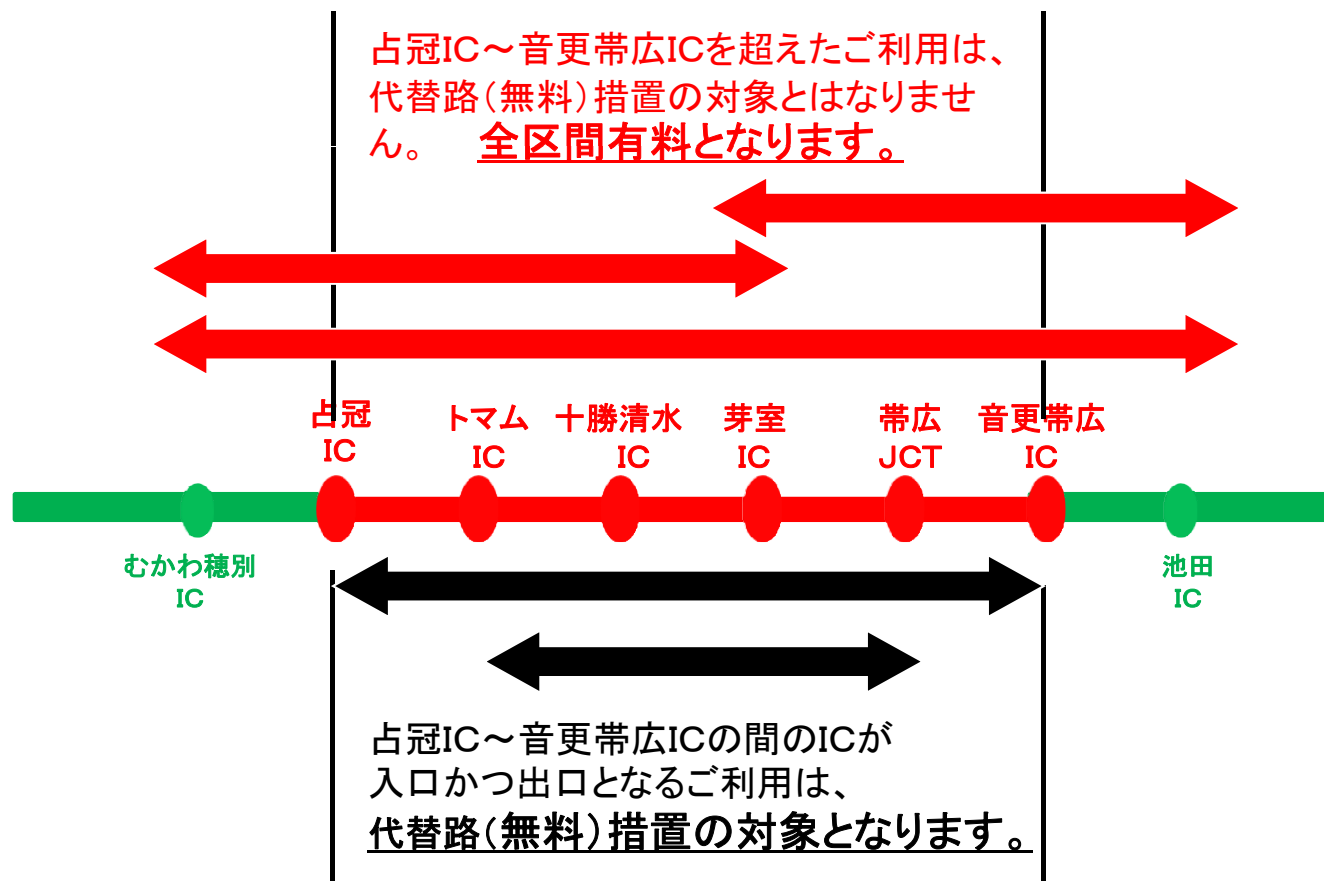 占冠IC～音更帯広ICを超えたご利用は、
代替路（無料）措置の対象とはなりませ
ん。 全区間有料となります。
占冠
IC
トマム
IC
十勝清水
IC
芽室
IC
帯広
JCT
音更帯広
IC
むかわ穂別
IC
池田
IC
占冠IC～音更帯広ICの間のICが
入口かつ出口となるご利用は、
代替路（無料）措置の対象となります。